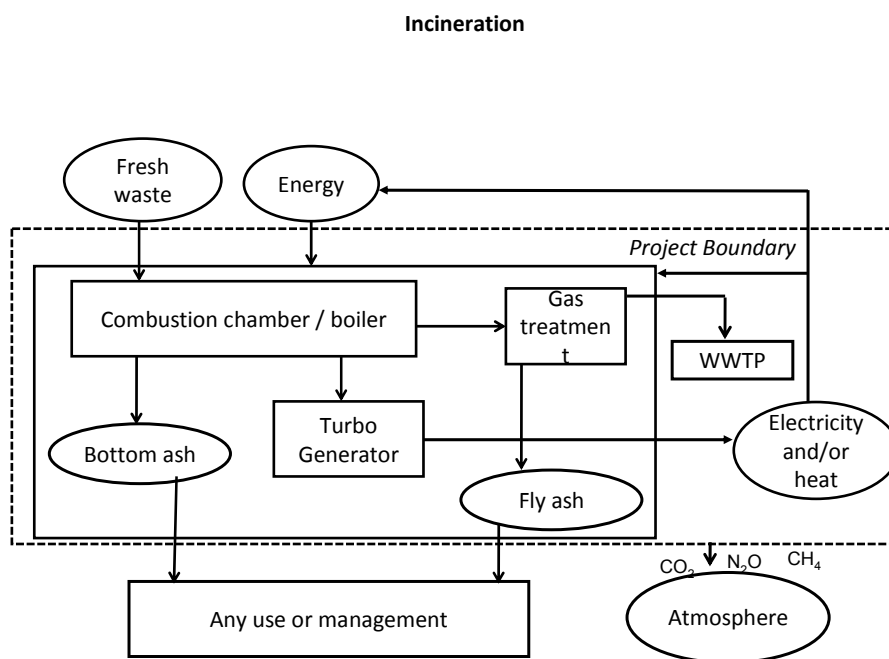 Incineration
Fresh
waste
Energy
Project Boundary
Combustion chamber / boiler
Gas
treatmen
t
WWTP
Turbo
Generator
Electricity
and/or
heat
Bottom ash
Fly ash
CO₂ N₂O CH₄
Any use or management
Atmosphere